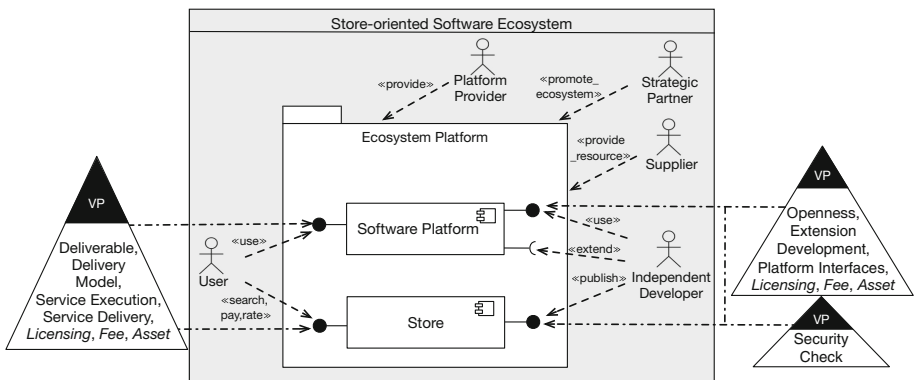 Store-oriented Software Ecosystem
«provide»
Platform
Provider
«promote_
ecosystem»
Strategic
Partner
Ecosystem Platform
«provide
_resource»
Supplier
VP
Deliverable,
Delivery
Model,
Service Execution,
Service Delivery,
Licensing, Fee, Asset
«use»
User
«search,
pay,rate»
Software Platform
Store
«use»
«extend»
«publish»
Independent
Developer
VP
Openness,
Extension
Development,
Platform Interfaces,
Licensing, Fee, Asset
VP
Security
Check